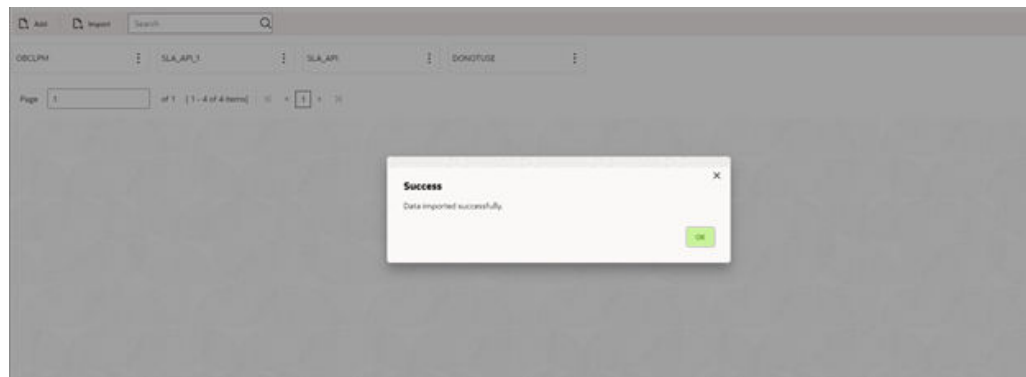 Add Import Search
OBCLPM SLA_API_1 SLA_API DONOTUSE
Page 1 of 1 (1 - 4 of 4 items) 1
Success
Data imported successfully.
OK